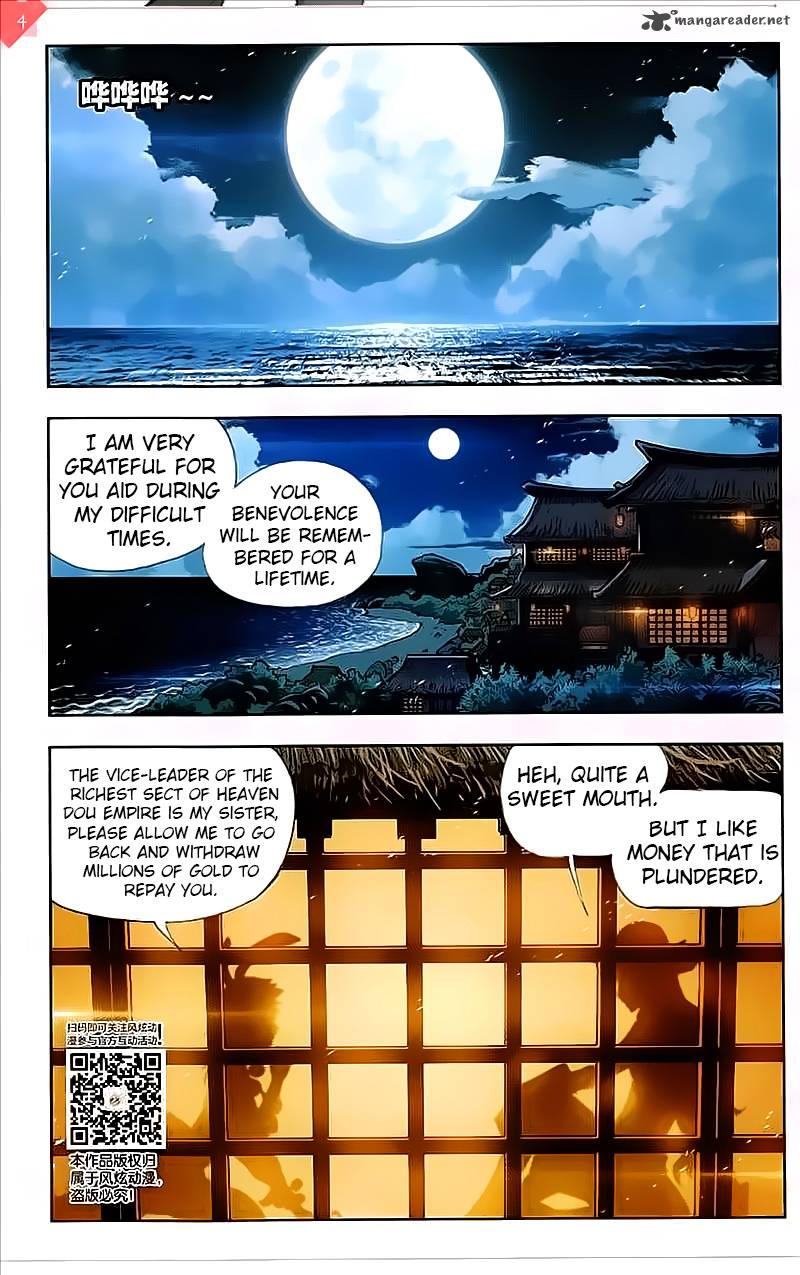 4
mangareader.net
哗哗哗～～
I AM VERY
GRATEFUL FOR
YOU AID DURING
MY DIFFICULT
TIMES.
YOUR
BENEVOLENCE
WILL BE REMEM-
BERED FOR A
LIFETIME.
THE VICE-LEADER OF THE
RICHEST SECT OF HEAVEN
DOU EMPIRE IS MY SISTER,
PLEASE ALLOW ME TO GO
BACK AND WITHDRAW
MILLIONS OF GOLD TO
REPAY YOU.
HEH, QUITE A
SWEET MOUTH.
BUT I LIKE
MONEY THAT IS
PLUNDERED.
扫码即可关注风炫动
漫参与官方互动活动!
本作品版权归
属于风炫动漫,
盗版必究!